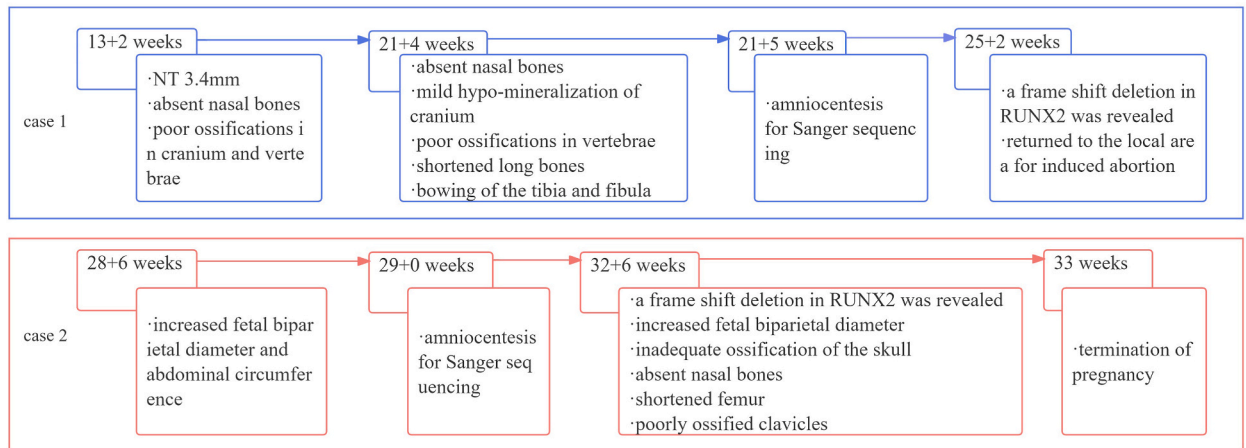 13+2 weeks
21+4 weeks
21+5 weeks
25+2 weeks
case 1
·NT 3.4mm
·absent nasal bones
·poor ossifications i
n cranium and verte
brae
·absent nasal bones
·mild hypo-mineralization of
cranium
·poor ossifications in vertebrae
·shortened long bones
·bowing of the tibia and fibula
·amniocentesis
for Sanger sequenc
ing
·a frame shift deletion in
RUNX2 was revealed
·returned to the local are
a for induced abortion
28+6 weeks
29+0 weeks
32+6 weeks
33 weeks
case 2
·increased fetal bipar
ietal diameter and
abdominal circumfer
ence
·amniocentesis
for Sanger seq
uencing
·a frame shift deletion in RUNX2 was revealed
·increased fetal biparietal diameter
·inadequate ossification of the skull
·absent nasal bones
·shortened femur
·poorly ossified clavicles
·termination of
pregnancy